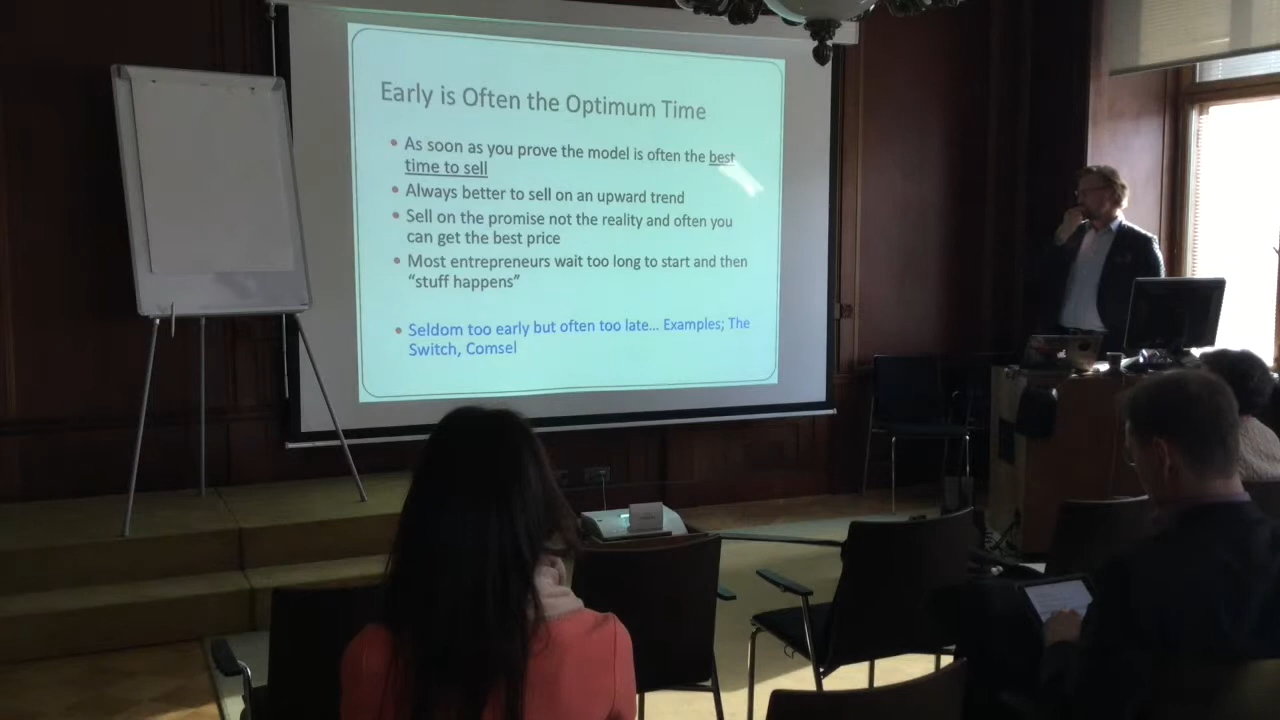 Early is Often the Optimum Time
• As soon as you prove the model is often the best
time to sell
• Always better to sell on an upward trend
• Sell on the promise not the reality and often you
can get the best price
• Most entrepreneurs wait too long to start and then
“stuff happens”
• Seldom too early but often too late... Examples; The
Switch, Comsel